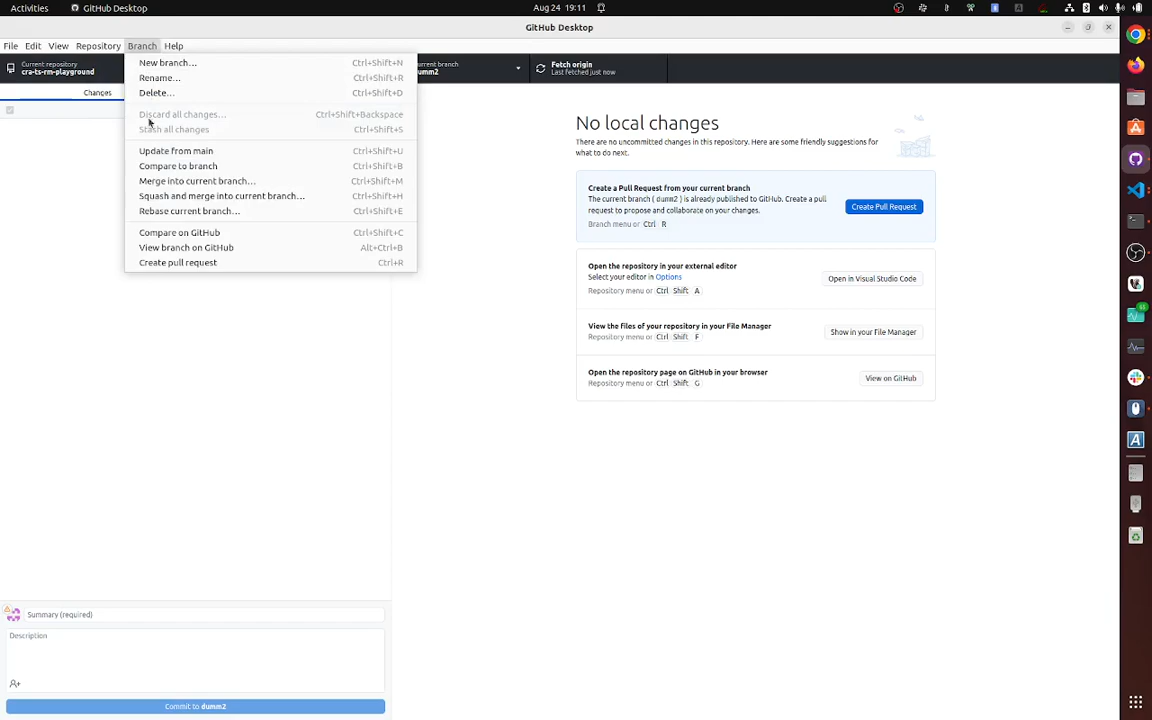 Activities GitHub Desktop Aug 24 19:11
GitHub Desktop
File Edit View Repository Branch Help
Current repository
cra-ts-rm-playground
urrent branch
dumm2
Fetch origin
Last fetched just now
Changes
New branch... Ctrl+Shift+N
Rename... Ctrl+Shift+R
Delete... Ctrl+Shift+D
Discard all changes... Ctrl+Shift+Backspace
Stash all changes Ctrl+Shift+S
Update from main Ctrl+Shift+U
Compare to branch Ctrl+Shift+B
Merge into current branch... Ctrl+Shift+M
Squash and merge into current branch... Ctrl+Shift+H
Rebase current branch... Ctrl+Shift+E
Compare on GitHub Ctrl+Shift+C
View branch on GitHub Alt+Ctrl+B
Create pull request Ctrl+R
No local changes
There are no uncommitted changes in this repository. Here are some friendly suggestions for
what to do next.
Create a Pull Request from your current branch
The current branch ( dumm2 ) is already published to GitHub. Create a pull
request to propose and collaborate on your changes.
Branch menu or Ctrl R
Create Pull Request
Open the repository in your external editor
Select your editor in Options
Repository menu or Ctrl Shift A
Open in Visual Studio Code
View the files of your repository in your File Manager
Repository menu or Ctrl Shift F
Show in your File Manager
Open the repository page on GitHub in your browser
Repository menu or Ctrl Shift G
View on GitHub
Summary (required)
Description
Commit to dumm2